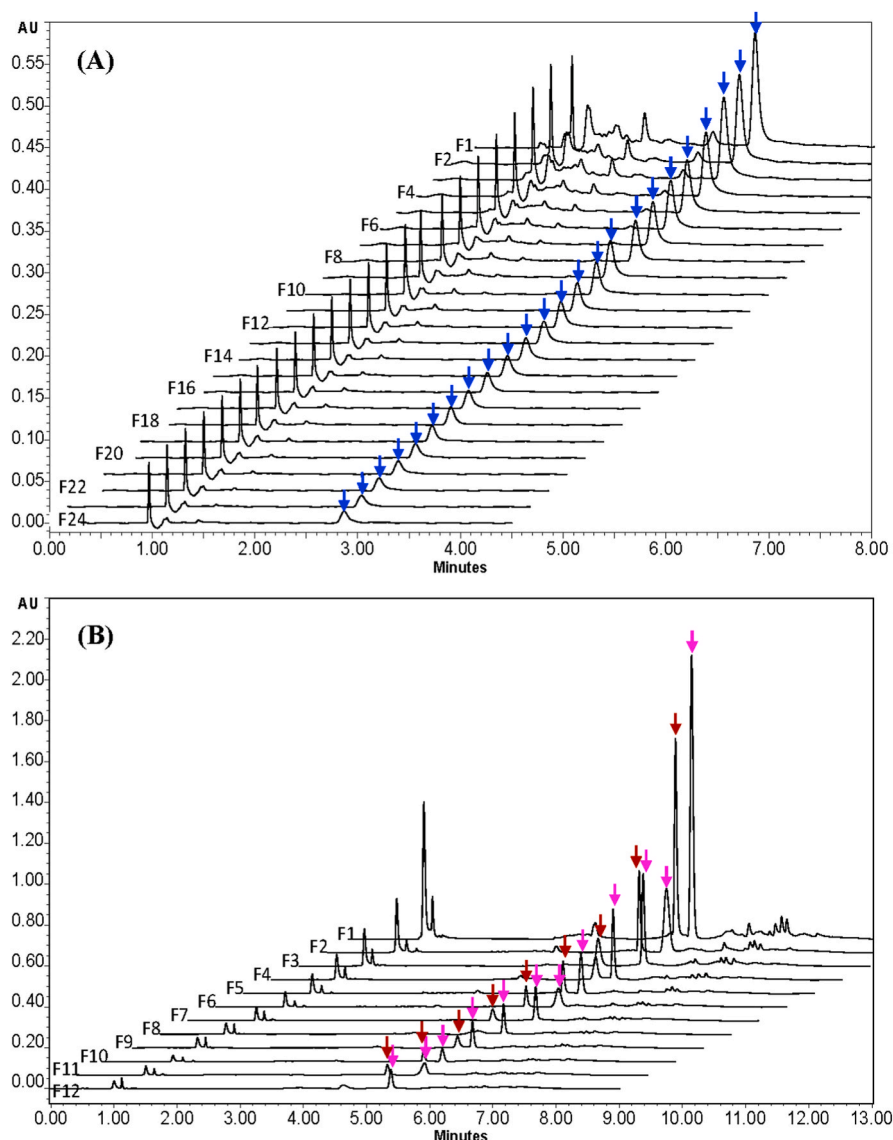 AU
(A)
0.55
0.50
0.45
0.40
0.35
0.30
0.25
0.20
0.15
0.10
0.05
0.00
F1
F2
F4
F6
F8
F10
F12
F14
F16
F18
F20
F22
F24
0.00 1.00 2.00 3.00 4.00 5.00 6.00 7.00 8.00
Minutes
AU
(B)
2.20
2.00
1.80
1.60
1.40
1.20
1.00
0.80
0.60
0.40
0.20
0.00
F1
F2
F3
F4
F5
F6
F7
F8
F9
F10
F11
F12
0.00 1.00 2.00 3.00 4.00 5.00 6.00 7.00 8.00 9.00 10.00 11.00 12.00 13.00
Minutes